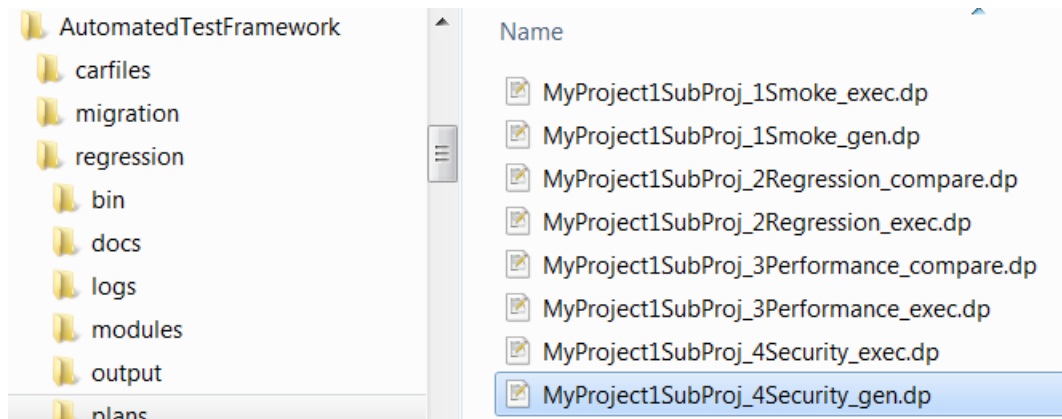 AutomatedTestFramework
carfiles
migration
regression
bin
docs
logs
modules
output
plans
Name
MyProject1SubProj_1Smoke_exec.dp
MyProject1SubProj_1Smoke_gen.dp
MyProject1SubProj_2Regression_compare.dp
MyProject1SubProj_2Regression_exec.dp
MyProject1SubProj_3Performance_compare.dp
MyProject1SubProj_3Performance_exec.dp
MyProject1SubProj_4Security_exec.dp
MyProject1SubProj_4Security_gen.dp